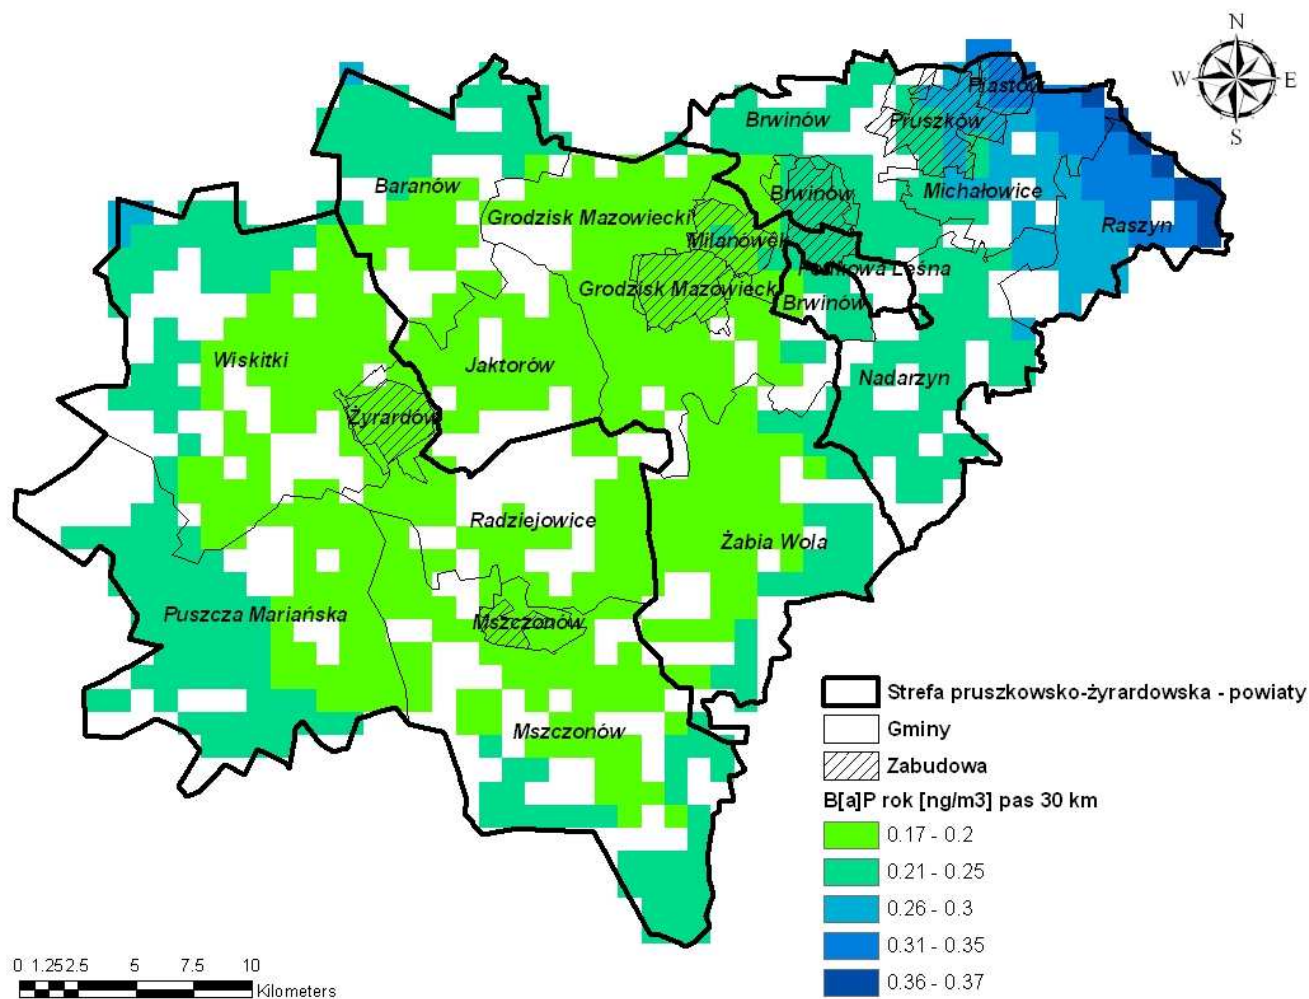 N
W E
S
Piastów
Brwinów
Pruszków
Baranów
Brwinów
Michałowice
Grodzisk Mazowiecki
Raszyn
Milanówek
Podkowa Leśna
Grodzisk Mazowiecki
Brwinów
Wiskitki
Jaktorów
Nadarzyn
Żyrardów
Radziejowice
Żabia Wola
Puszcza Mariańska
Mszczonów
Mszczonów
Strefa pruszkowsko-żyrardowska - powiaty
Gminy
Zabudowa
B[a]P rok [ng/m3] pas 30 km
0.17 - 0.2
0.21 - 0.25
0.26 - 0.3
0.31 - 0.35
0.36 - 0.37
0 1.25 2.5 5 7.5 10
Kilometers